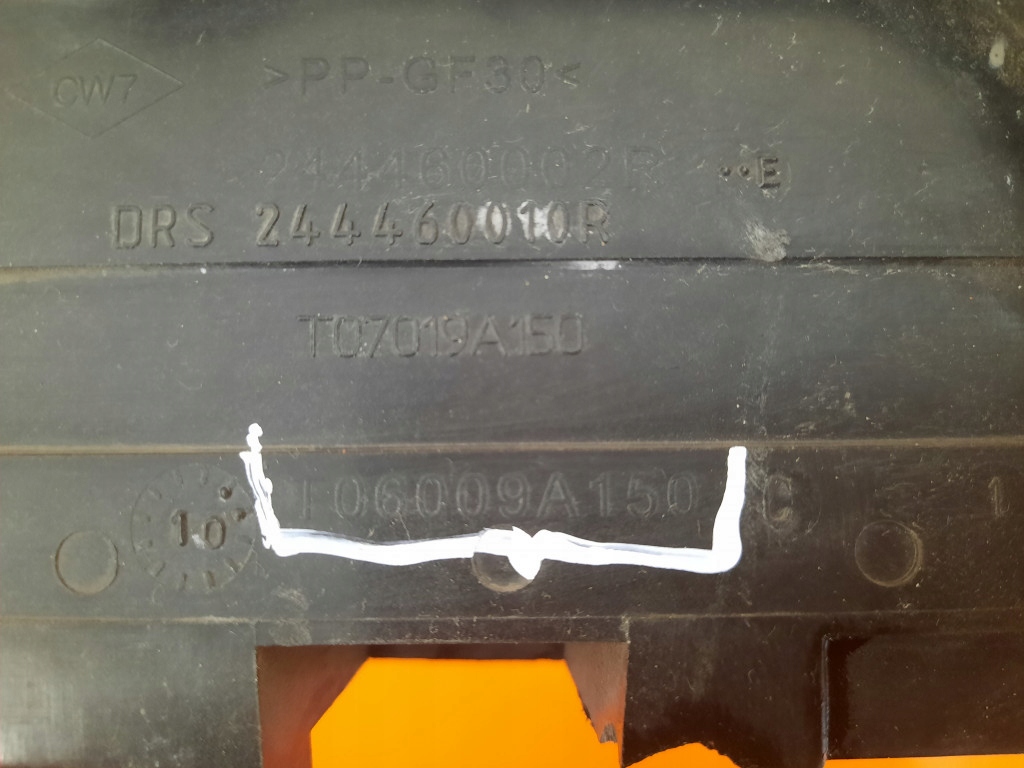 CW7
>PP-GF30<
244460002R ..E
DRS 244460010R
T07019A150
T06009A150 C 1
10